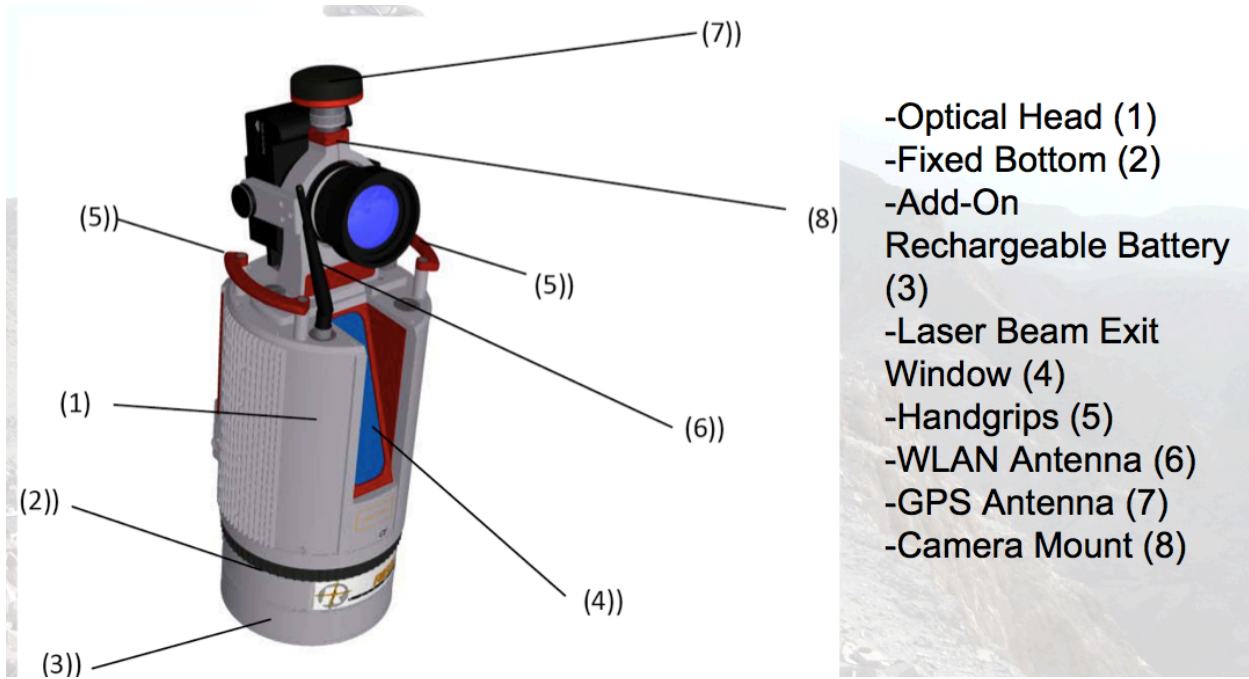 (7))
(5))
(8)
(5))
(1)
(6))
(2))
(4))
(3))
-Optical Head (1)
-Fixed Bottom (2)
-Add-On
Rechargeable Battery
(3)
-Laser Beam Exit
Window (4)
-Handgrips (5)
-WLAN Antenna (6)
-GPS Antenna (7)
-Camera Mount (8)